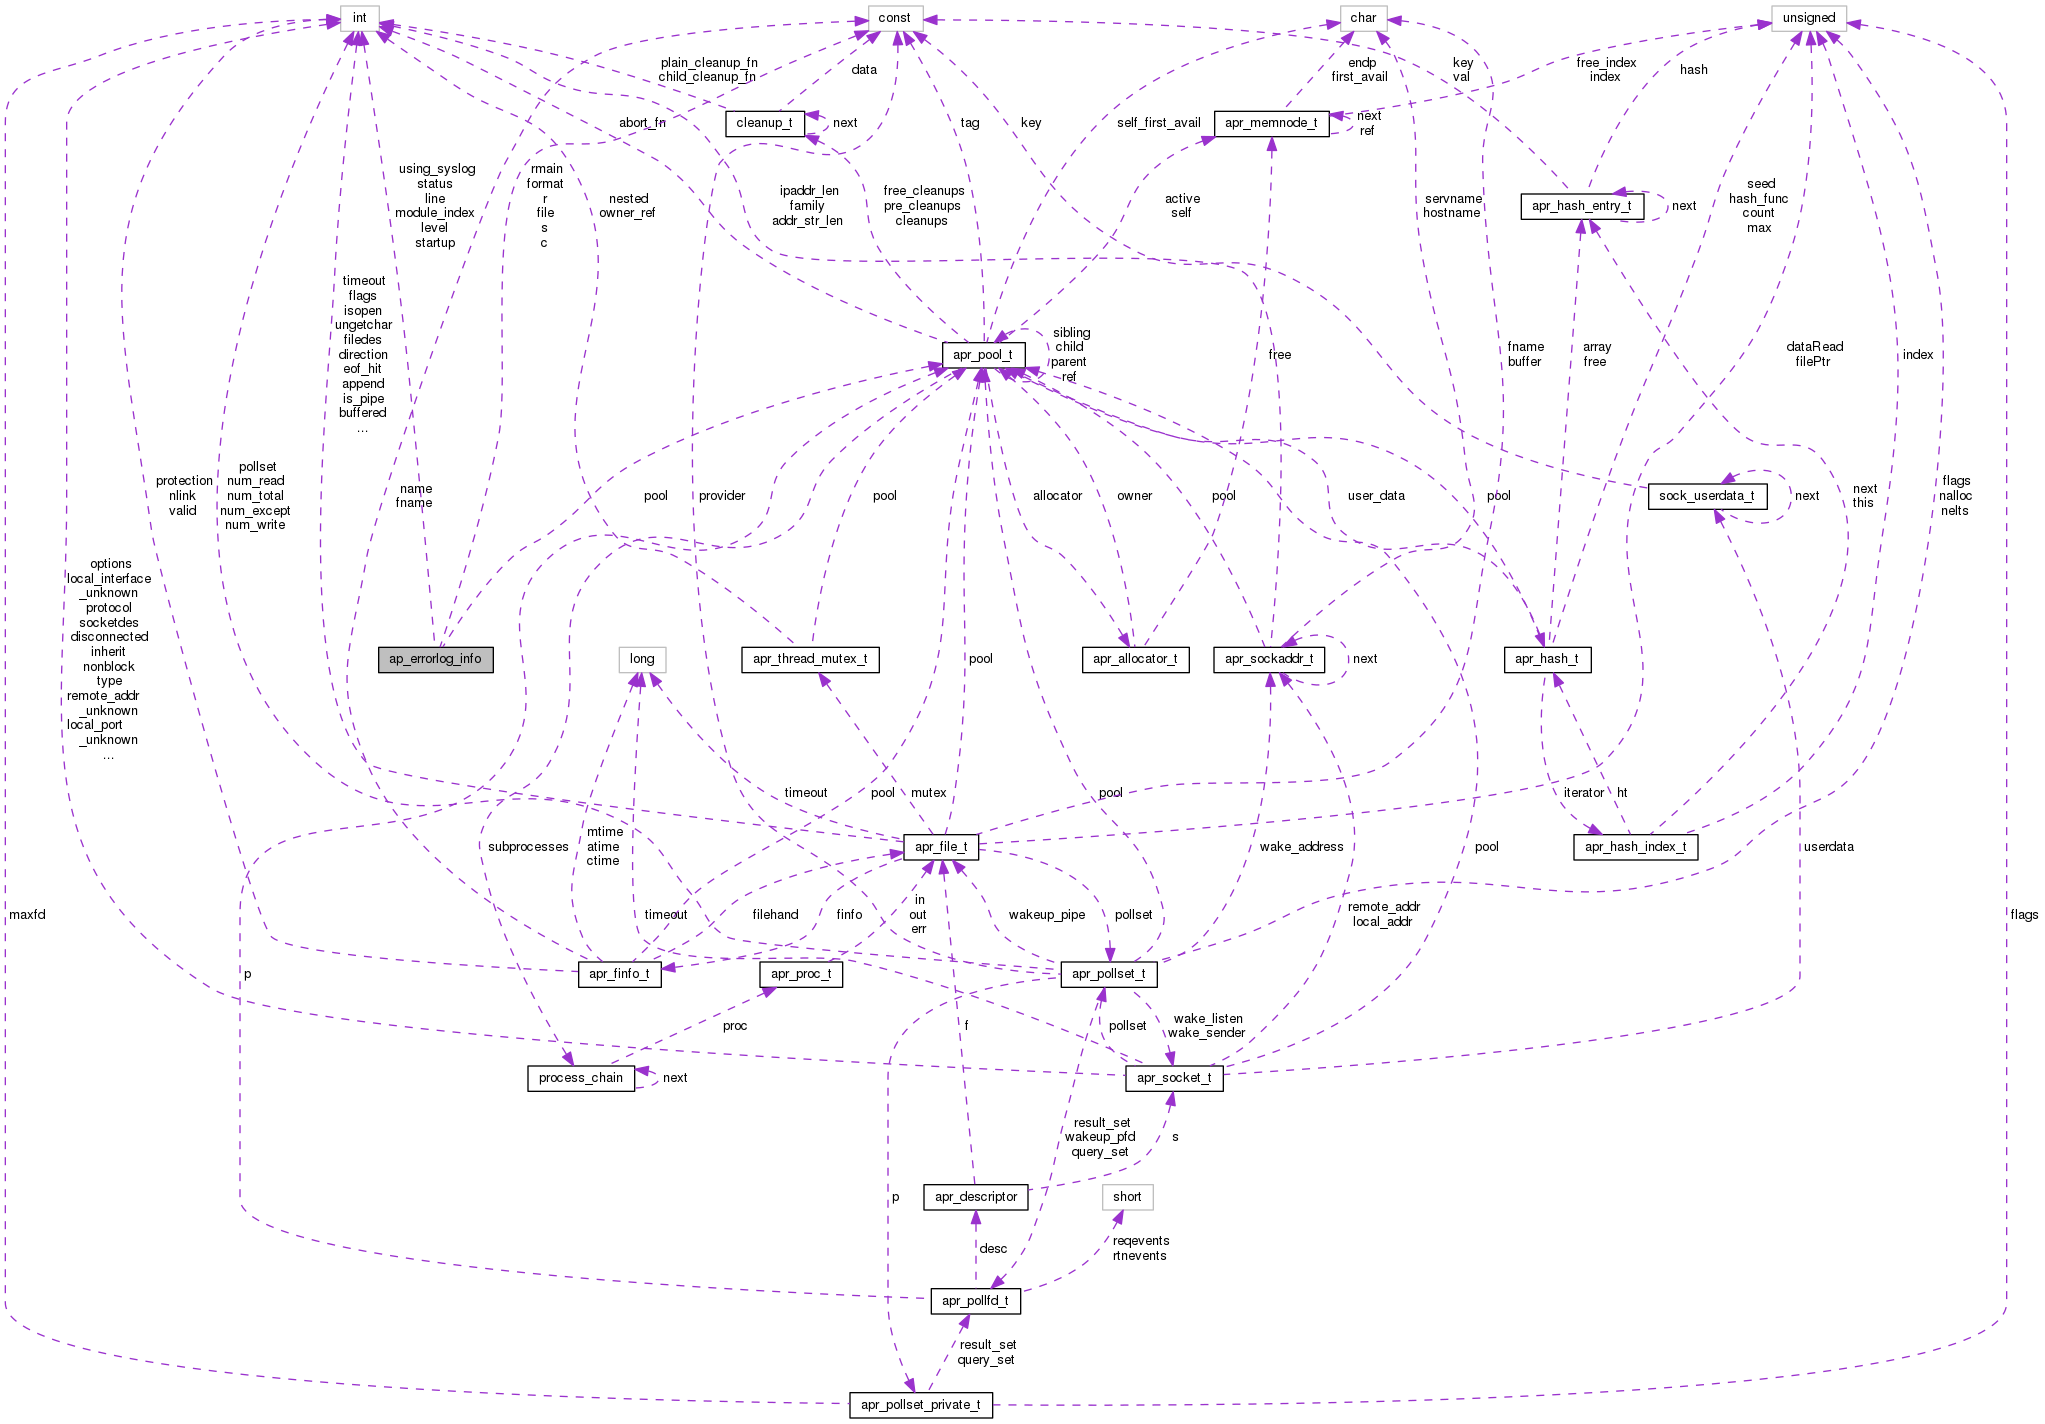 int
const
char
unsigned
plain_cleanup_fn
child_cleanup_fn
data
endp
first_avail
key
val
free_index
index
hash
cleanup_t
next
abort_fn
tag
key
self_first_avail
apr_memnode_t
next
ref
using_syslog
status
line
module_index
level
startup
rmain
format
r
file
s
c
nested
owner_ref
ipaddr_len
family
addr_str_len
free_cleanups
pre_cleanups
cleanups
active
self
servname
hostname
apr_hash_entry_t
next
seed
hash_func
count
max
timeout
flags
isopen
ungetchar
filedes
direction
eof_hit
append
is_pipe
buffered
...
apr_pool_t
sibling
child
parent
ref
free
fname
buffer
array
free
dataRead
filePtr
index
protection
nlink
valid
pollset
num_read
num_total
num_except
num_write
name
fname
pool
provider
pool
allocator
owner
pool
user_data
pool
sock_userdata_t
next
next
this
flags
nalloc
nelts
options
local_interface
_unknown
protocol
socketdes
disconnected
inherit
nonblock
type
remote_addr
_unknown
local_port
_unknown
...
ap_errorlog_info
long
apr_thread_mutex_t
pool
apr_allocator_t
apr_sockaddr_t
next
apr_hash_t
timeout
pool
mutex
pool
iterator
ht
mtime
atime
ctime
subprocesses
apr_file_t
wake_address
pool
apr_hash_index_t
userdata
maxfd
timeout
filehand
finfo
in
out
err
wakeup_pipe
pollset
remote_addr
local_addr
flags
p
apr_finfo_t
apr_proc_t
apr_pollset_t
proc
f
pollset
wake_listen
wake_sender
process_chain
next
apr_socket_t
result_set
wakeup_pfd
query_set
s
p
apr_descriptor
short
desc
reqevents
rtnevents
apr_pollfd_t
result_set
query_set
apr_pollset_private_t